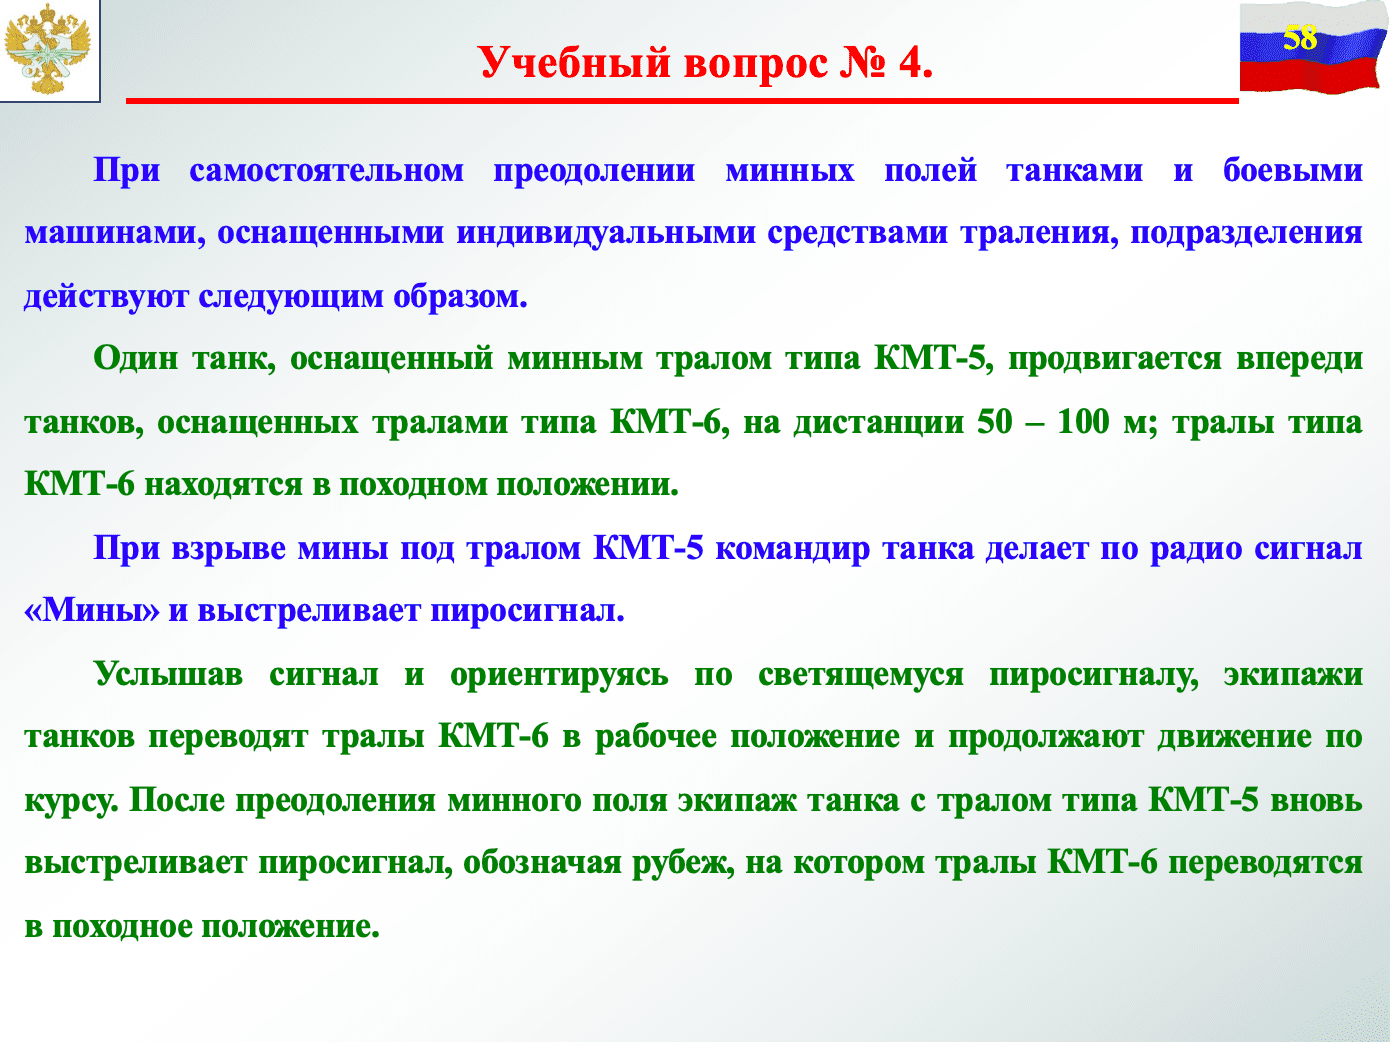 Учебный вопрос № 4.
58
При самостоятельном преодолении минных полей танками и боевыми
машинами, оснащенными индивидуальными средствами траления, подразделения
действуют следующим образом.
Один танк, оснащенный минным тралом типа КМТ-5, продвигается впереди
танков, оснащенных тралами типа КМТ-6, на дистанции 50 – 100 м; тралы типа
КМТ-6 находятся в походном положении.
При взрыве мины под тралом КМТ-5 командир танка делает по радио сигнал
«Мины» и выстреливает пиросигнал.
Услышав сигнал и ориентируясь по светящемуся пиросигналу, экипажи
танков переводят тралы КМТ-6 в рабочее положение и продолжают движение по
курсу. После преодоления минного поля экипаж танка с тралом типа КМТ-5 вновь
выстреливает пиросигнал, обозначая рубеж, на котором тралы КМТ-6 переводятся
в походное положение.